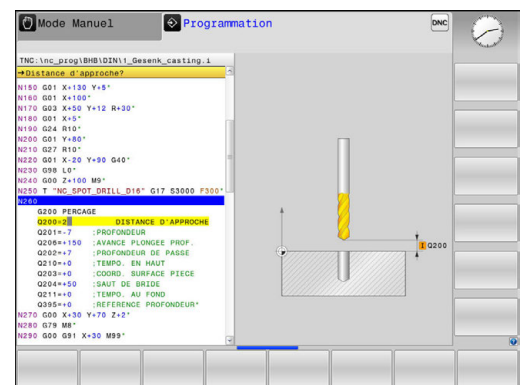 Mode Manuel
Programmation
DNC
TNC:\nc_prog\BHB\DIN\1_Gesenk_casting.i
→Distance d'approche?
N150 G01 X+130 Y+5*
N160 G01 X+100*
N170 G03 X+50 Y+12 R+30*
N180 G01 X+5*
N190 G24 R10*
N200 G01 Y+80*
N210 G27 R10*
N220 G01 X-20 Y+90 G40*
N230 G98 L0*
N240 G00 Z+100 M9*
N250 T "NC_SPOT_DRILL_D16" G17 S3000 F300*
N260
G200 PERCAGE
Q200=2 DISTANCE D'APPROCHE
Q201=-7 ;PROFONDEUR
Q206=+150 ;AVANCE PLONGEE PROF.
Q202=+7 ;PROFONDEUR DE PASSE
Q210=+0 ;TEMPO. EN HAUT
Q203=+0 ;COORD. SURFACE PIECE
Q204=+50 ;SAUT DE BRIDE
Q211=+0 ;TEMPO. AU FOND
Q395=+0 ;REFERENCE PROFONDEUR*
N270 G00 X+30 Y+70 Z+2*
N280 G79 M8*
N290 G00 G91 X+30 M99*
Q200